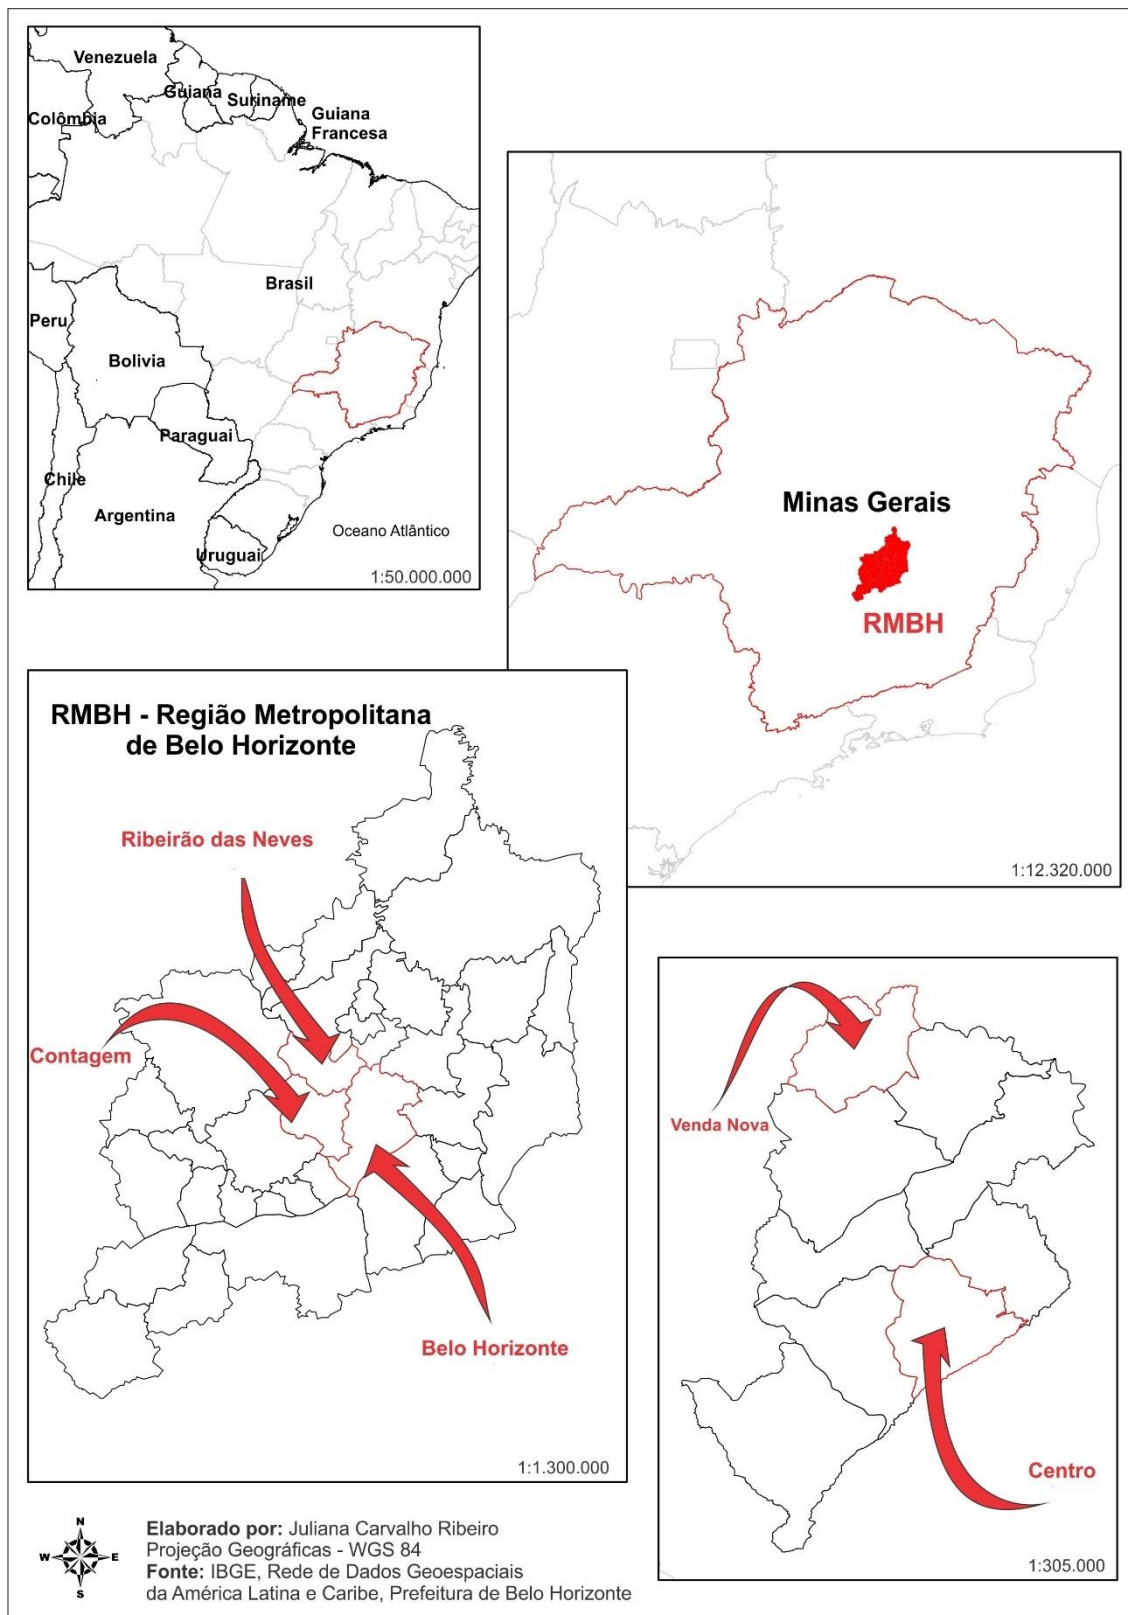 Venezuela
Guiana
Suriname
Guiana
Francesa
Colômbia
Brasil
Peru
Bolivia
Paraguai
Chile
Argentina
Uruguai
Oceano Atlântico
1:50.000.000
Minas Gerais
RMBH
1:12.320.000
RMBH - Região Metropolitana
de Belo Horizonte
Ribeirão das Neves
Contagem
Belo Horizonte
1:1.300.000
Venda Nova
Centro
1:305.000
N
W E
S
Elaborado por: Juliana Carvalho Ribeiro
Projeção Geográficas - WGS 84
Fonte: IBGE, Rede de Dados Geoespaciais
da América Latina e Caribe, Prefeitura de Belo Horizonte